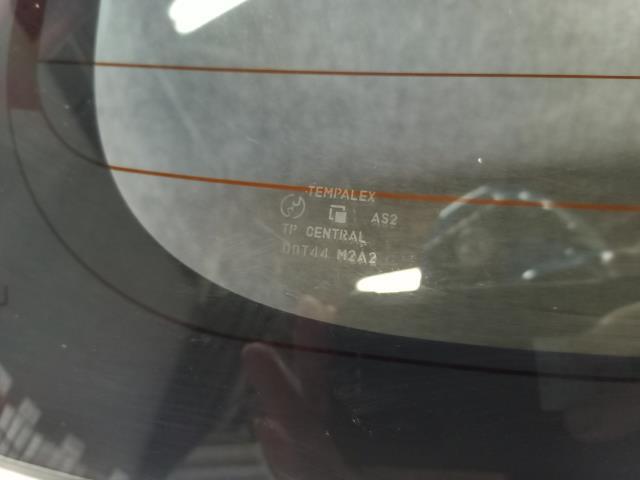 TEMPALEX
AS2
TP CENTRAL
DOT44 M2A2